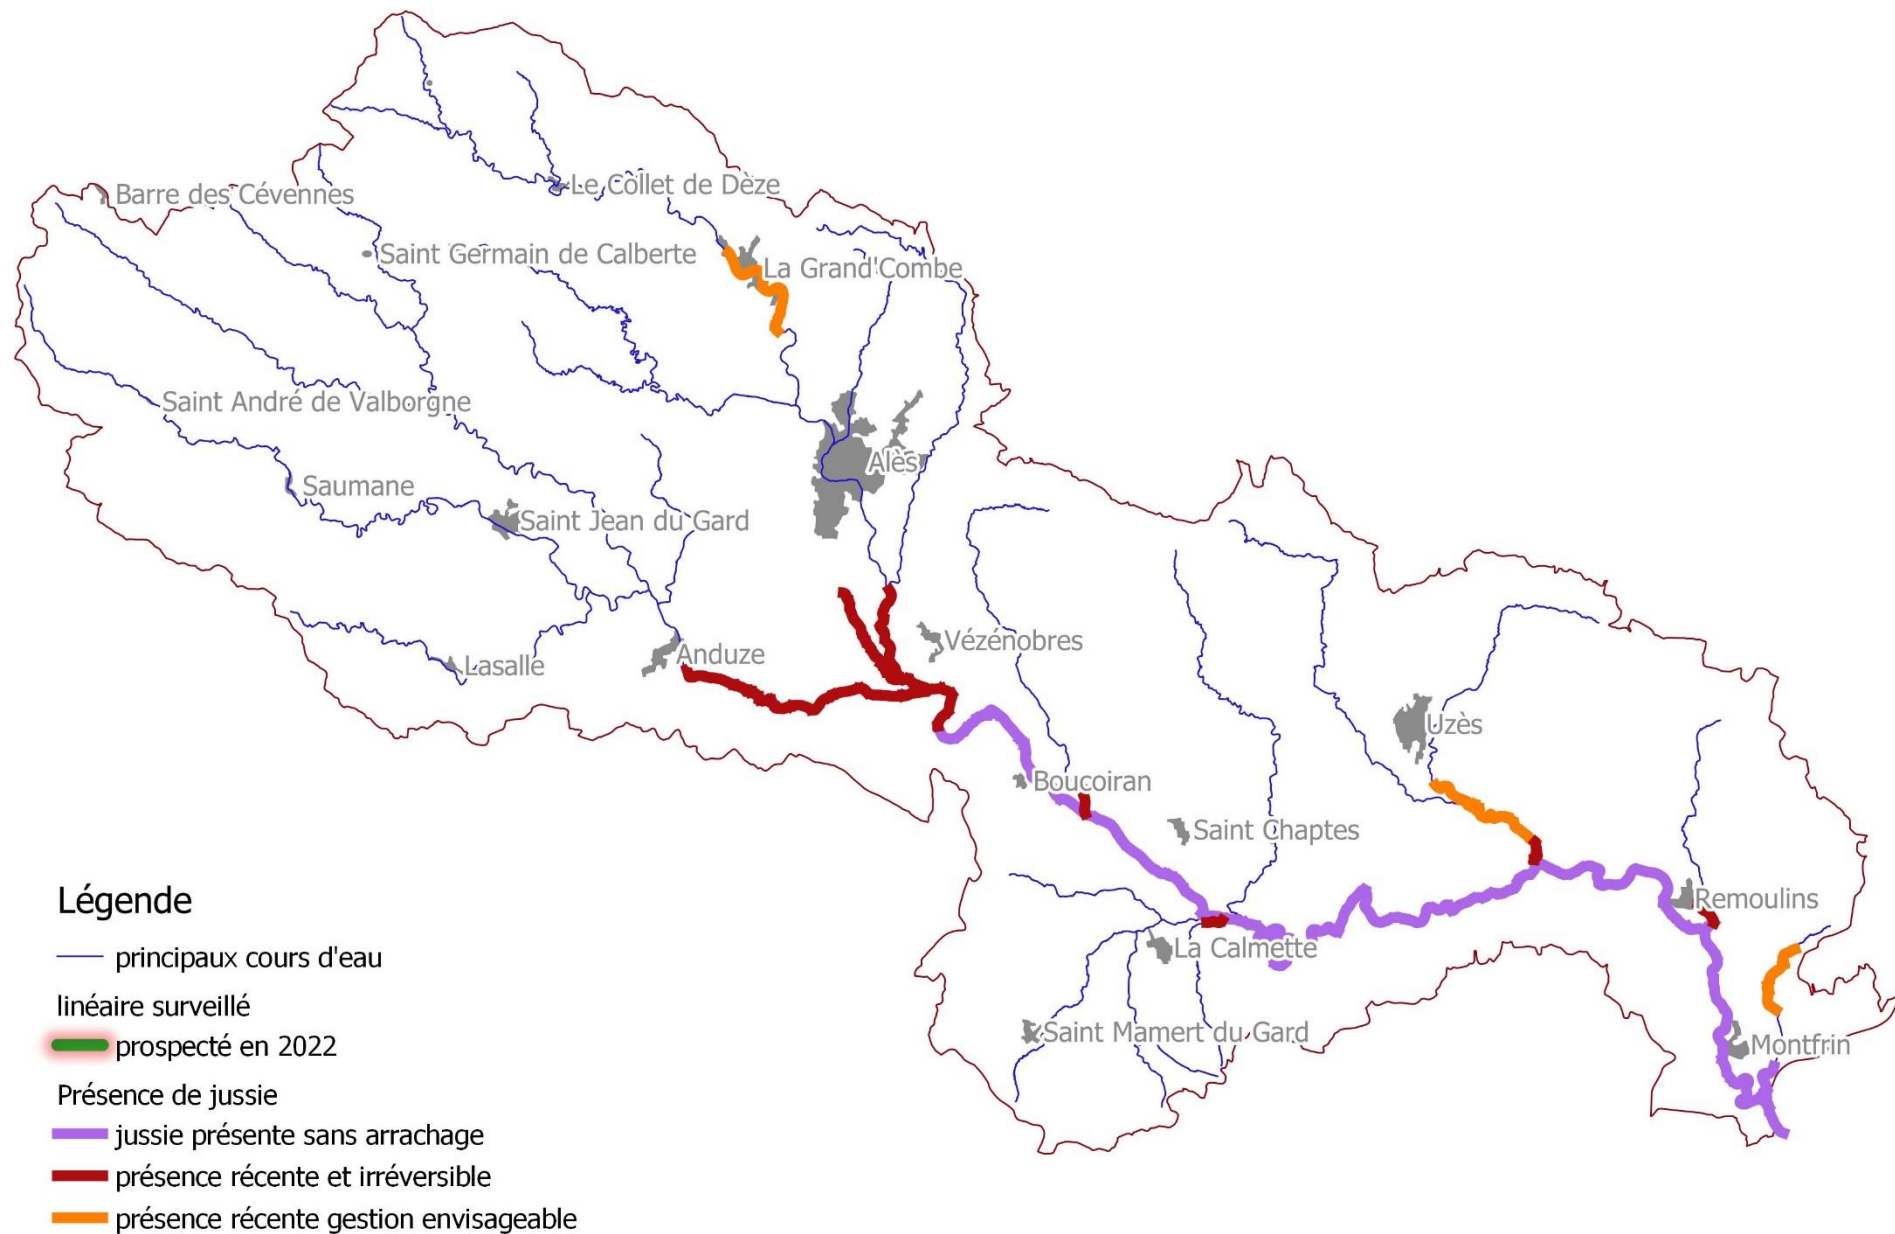 Le Collet de Dèze
Barre des Cévennes
Saint Germain de Calberte
La Grand'Combe
Saint André de Valborgne
Alès
Saumane
Saint Jean du Gard
Vézénobres
Anduze
Lasalle
Uzès
Boucoiran
Saint Chaptes
Remoulins
La Calmette
Saint Mamert du Gard
Montfrin
Légende
principaux cours d'eau
linéaire surveillé
prospecté en 2022
Présence de jussie
jussie présente sans arrachage
présence récente et irréversible
présence récente gestion envisageable